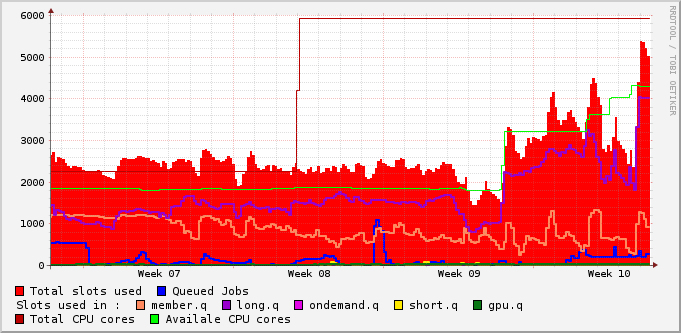 RRDTOOL / TOBI OETIKER
6000
5000
4000
3000
2000
1000
0
Week 07 Week 08 Week 09 Week 10
Total slots used Queued Jobs
Slots used in : member.q long.q ondemand.q short.q gpu.q
Total CPU cores Availale CPU cores